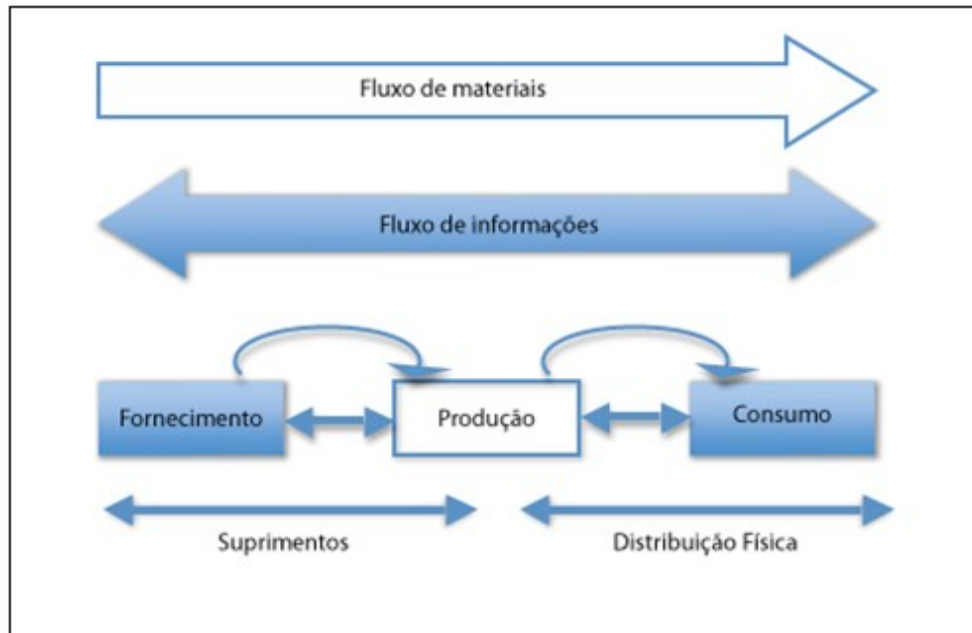 Fluxo de materiais
Fluxo de informações
Fornecimento
Produção
Consumo
Suprimentos
Distribuição Física